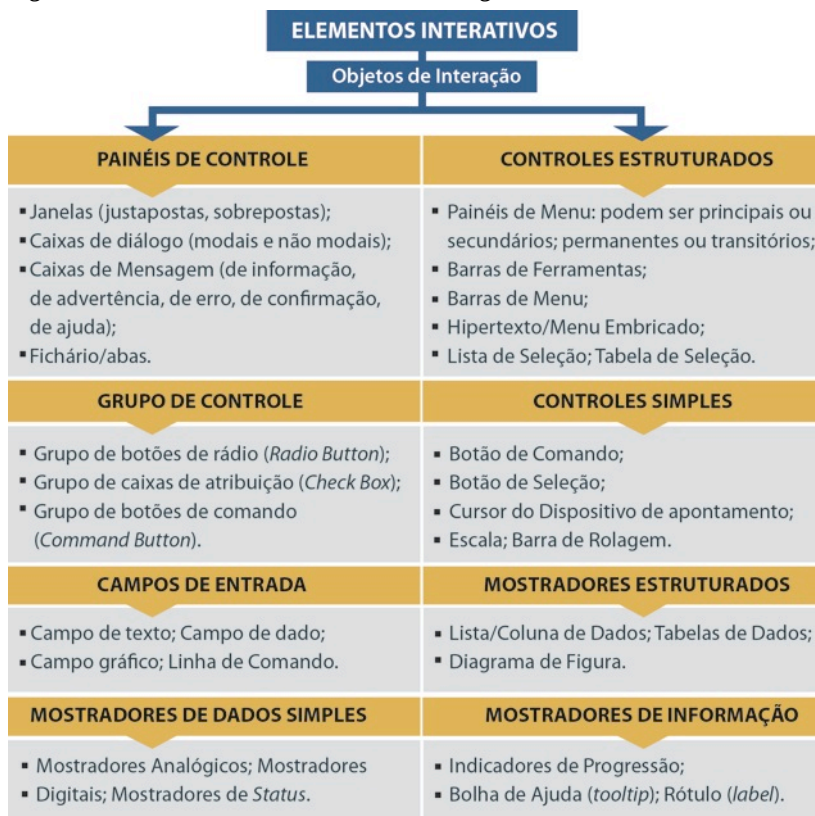 ELEMENTOS INTERATIVOS
Objetos de Interação
PAINÉIS DE CONTROLE
▪ Janelas (justapostas, sobrepostas);
▪ Caixas de diálogo (modais e não modais);
▪ Caixas de Mensagem (de informação,
de advertência, de erro, de confirmação,
de ajuda);
▪ Fichário/abas.
CONTROLES ESTRUTURADOS
▪ Painéis de Menu: podem ser principais ou
secundários; permanentes ou transitórios;
▪ Barras de Ferramentas;
▪ Barras de Menu;
▪ Hipertexto/Menu Embricado;
▪ Lista de Seleção; Tabela de Seleção.
GRUPO DE CONTROLE
▪ Grupo de botões de rádio (Radio Button);
▪ Grupo de caixas de atribuição (Check Box);
▪ Grupo de botões de comando
(Command Button).
CONTROLES SIMPLES
▪ Botão de Comando;
▪ Botão de Seleção;
▪ Cursor do Dispositivo de apontamento;
▪ Escala; Barra de Rolagem.
CAMPOS DE ENTRADA
▪ Campo de texto; Campo de dado;
▪ Campo gráfico; Linha de Comando.
MOSTRADORES ESTRUTURADOS
▪ Lista/Coluna de Dados; Tabelas de Dados;
▪ Diagrama de Figura.
MOSTRADORES DE DADOS SIMPLES
▪ Mostradores Analógicos; Mostradores
▪ Digitais; Mostradores de Status.
MOSTRADORES DE INFORMAÇÃO
▪ Indicadores de Progressão;
▪ Bolha de Ajuda (tooltip); Rótulo (label).